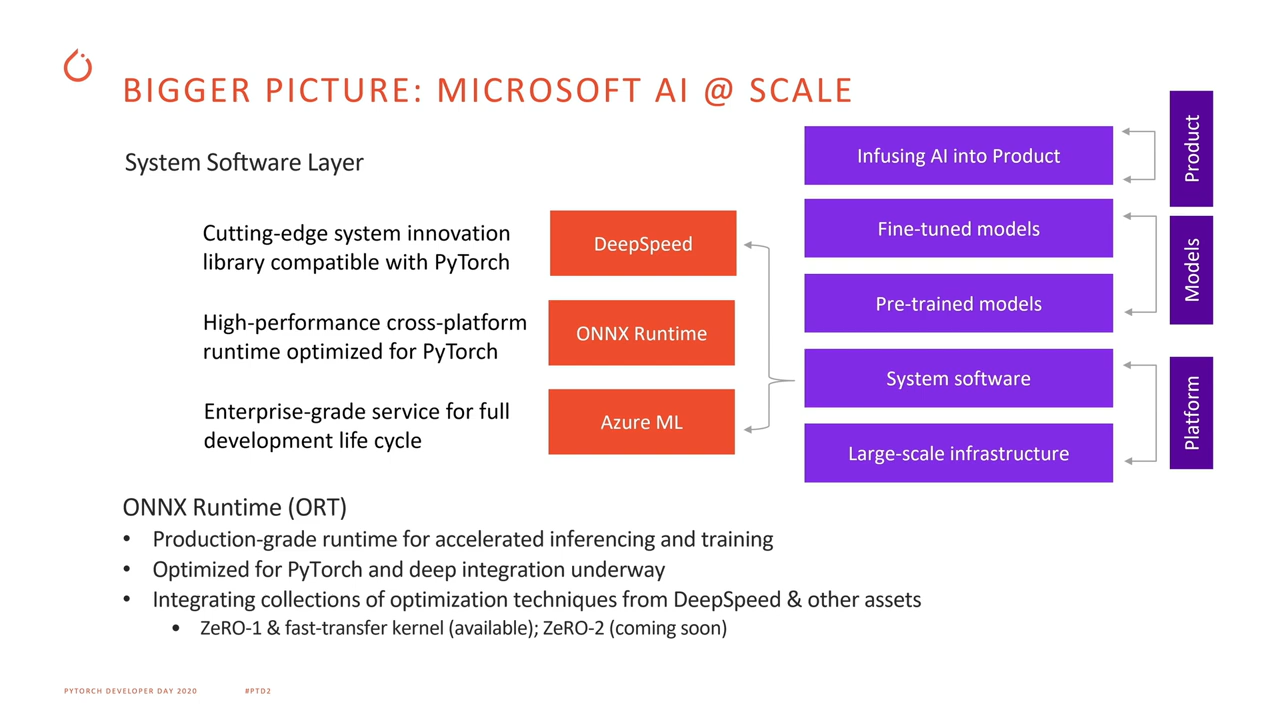 BIGGER PICTURE: MICROSOFT AI @ SCALE
System Software Layer
Cutting-edge system innovation
library compatible with PyTorch
DeepSpeed
High-performance cross-platform
runtime optimized for PyTorch
ONNX Runtime
Enterprise-grade service for full
development life cycle
Azure ML
Infusing AI into Product
Fine-tuned models
Pre-trained models
System software
Large-scale infrastructure
Product
Models
Platform
ONNX Runtime (ORT)
• Production-grade runtime for accelerated inferencing and training
• Optimized for PyTorch and deep integration underway
• Integrating collections of optimization techniques from DeepSpeed & other assets
• ZeRO-1 & fast-transfer kernel (available); ZeRO-2 (coming soon)
PYTORCH DEVELOPER DAY 2020 #PTD2